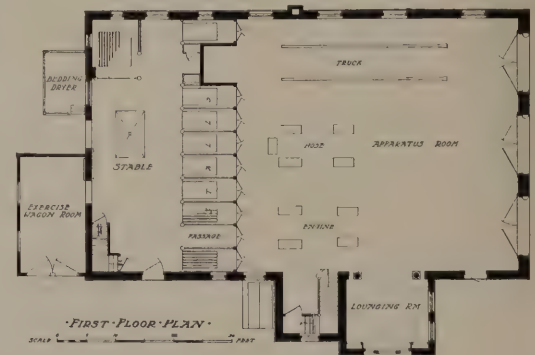 TRUCK
BEDDING
DRYER
HOSE
APPARATUS ROOM
STABLE
EXERCISE
WAGON ROOM
PASSAGE
ENGINE
LOUNGING RM
·FIRST·FLOOR·PLAN·
SCALE
FEET